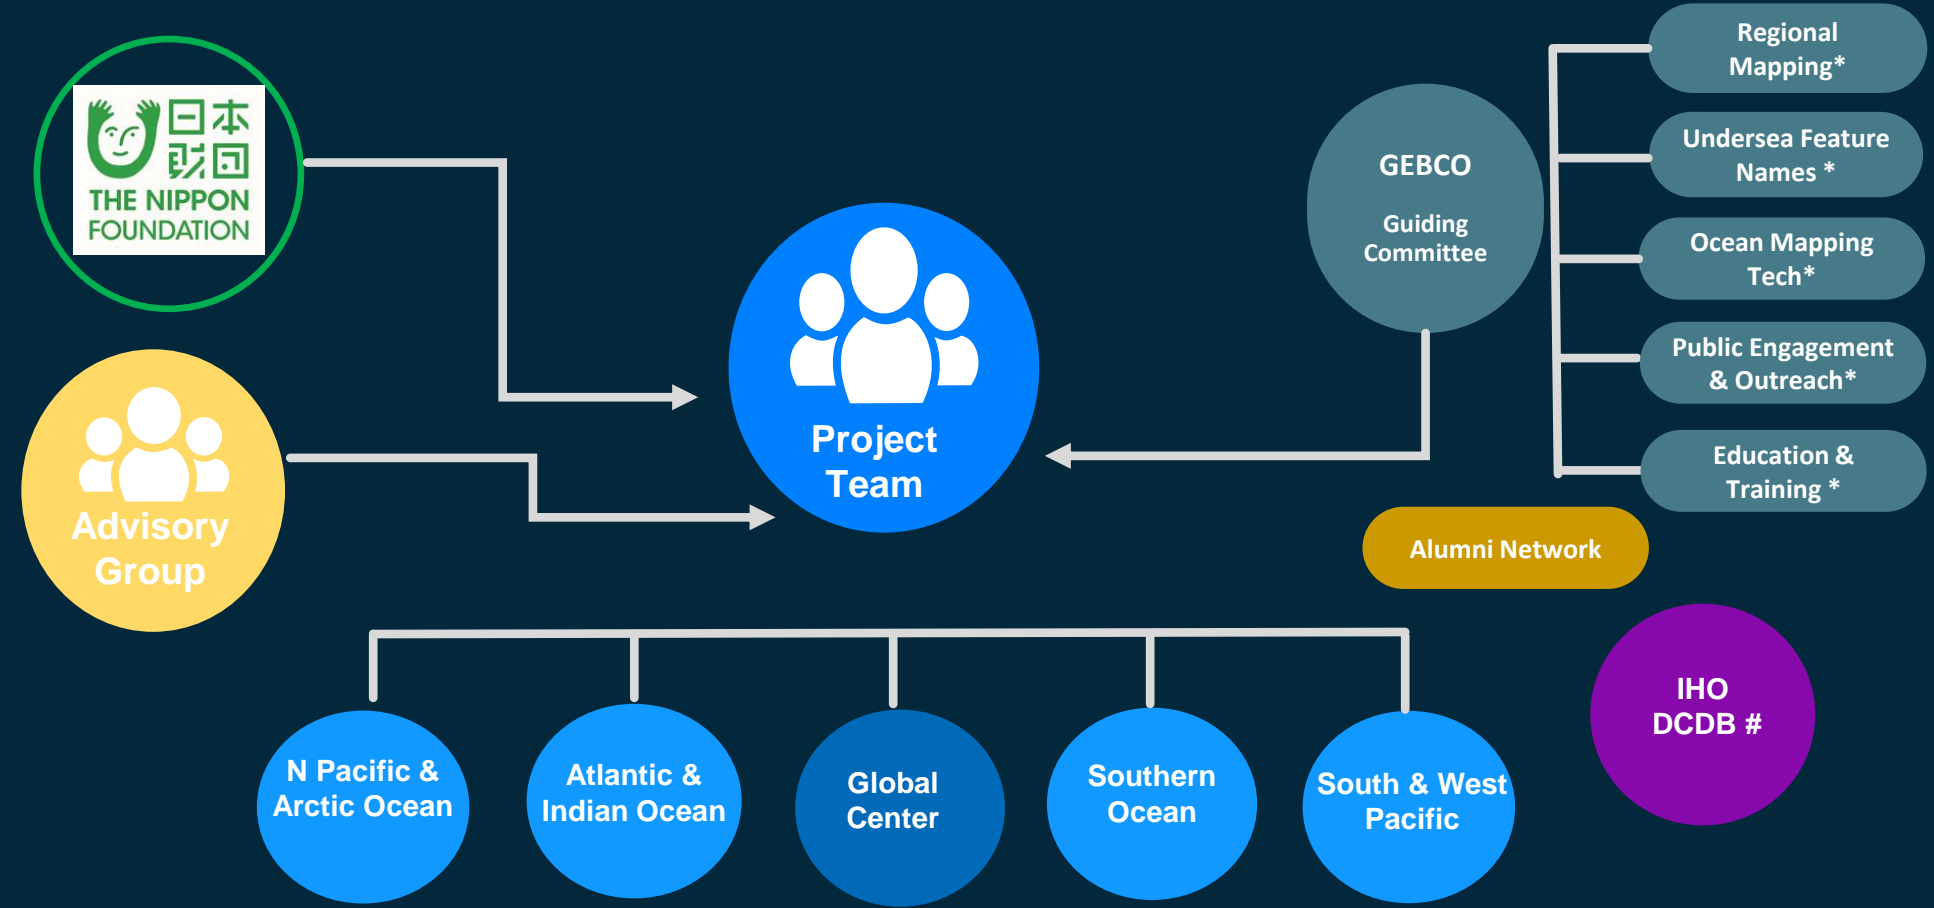 日本
財団
THE NIPPON
FOUNDATION
Advisory
Group
Project
Team
GEBCO
Guiding
Committee
Regional
Mapping*
Undersea Feature
Names *
Ocean Mapping
Tech*
Public Engagement
& Outreach*
Education &
Training *
Alumni Network
IHO
DCDB #
N Pacific &
Arctic Ocean
Atlantic &
Indian Ocean
Global
Center
Southern
Ocean
South & West
Pacific